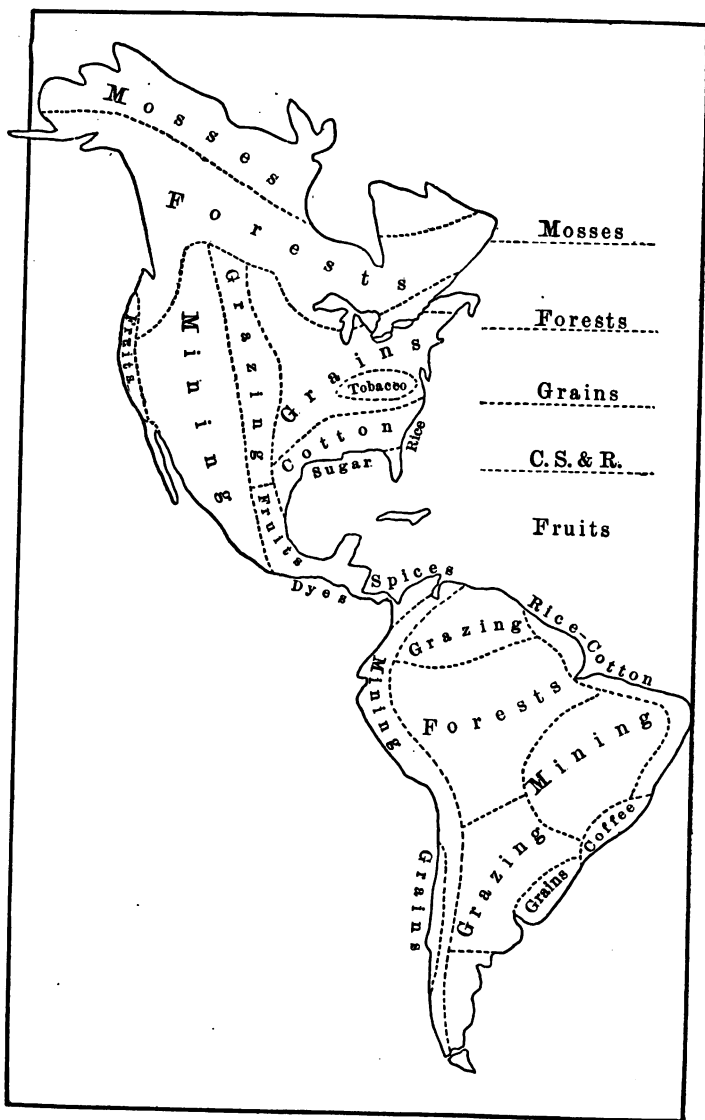 Mosses
Forests
Mosses
Forests
Fruits
Mining
Grazing
Grains
Tobacco
Grains
Cotton
Rice
Sugar
C. S. & R.
Fruits
Fruits
Spices
Dyes
Rice-Cotton
Grazing
Mining
Forests
Mining
Coffee
Grazing
Grains
Grains